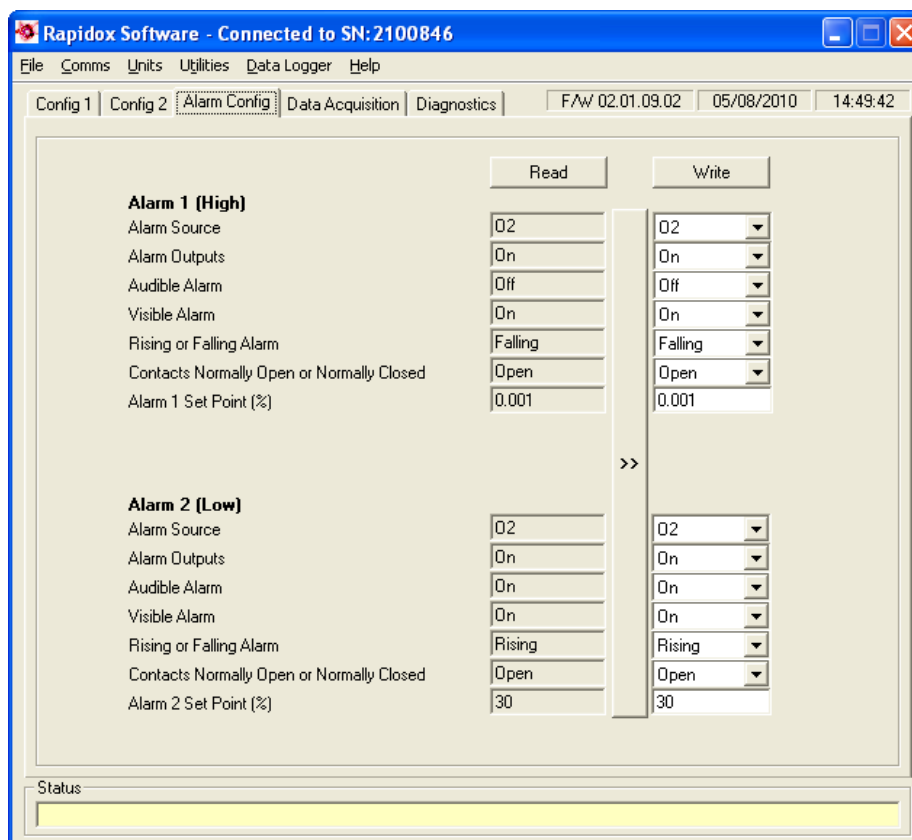 Rapidox Software - Connected to SN:2100846
File Comms Units Utilities Data Logger Help
Config 1 Config 2 Alarm Config Data Acquisition Diagnostics F/W 02.01.09.02 05/08/2010 14:49:42
Read Write
Alarm 1 (High)
Alarm Source O2 O2
Alarm Outputs On On
Audible Alarm Off Off
Visible Alarm On On
Rising or Falling Alarm Falling Falling
Contacts Normally Open or Normally Closed Open Open
Alarm 1 Set Point (%) 0.001 0.001
>>
Alarm 2 (Low)
Alarm Source O2 O2
Alarm Outputs On On
Audible Alarm On On
Visible Alarm On On
Rising or Falling Alarm Rising Rising
Contacts Normally Open or Normally Closed Open Open
Alarm 2 Set Point (%) 30 30
Status